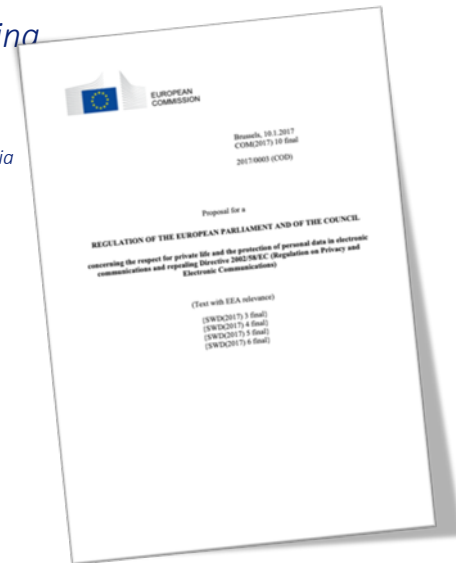 ing
ia
EUROPEAN
COMMISSION
Brussels, 10.1.2017
COM(2017) 10 final
2017/0003 (COD)
Proposal for a
REGULATION OF THE EUROPEAN PARLIAMENT AND OF THE COUNCIL
concerning the respect for private life and the protection of personal data in electronic
communications and repealing Directive 2002/58/EC (Regulation on Privacy and
Electronic Communications)
(Text with EEA relevance)
{SWD(2017) 3 final}
{SWD(2017) 4 final}
{SWD(2017) 5 final}
{SWD(2017) 6 final}